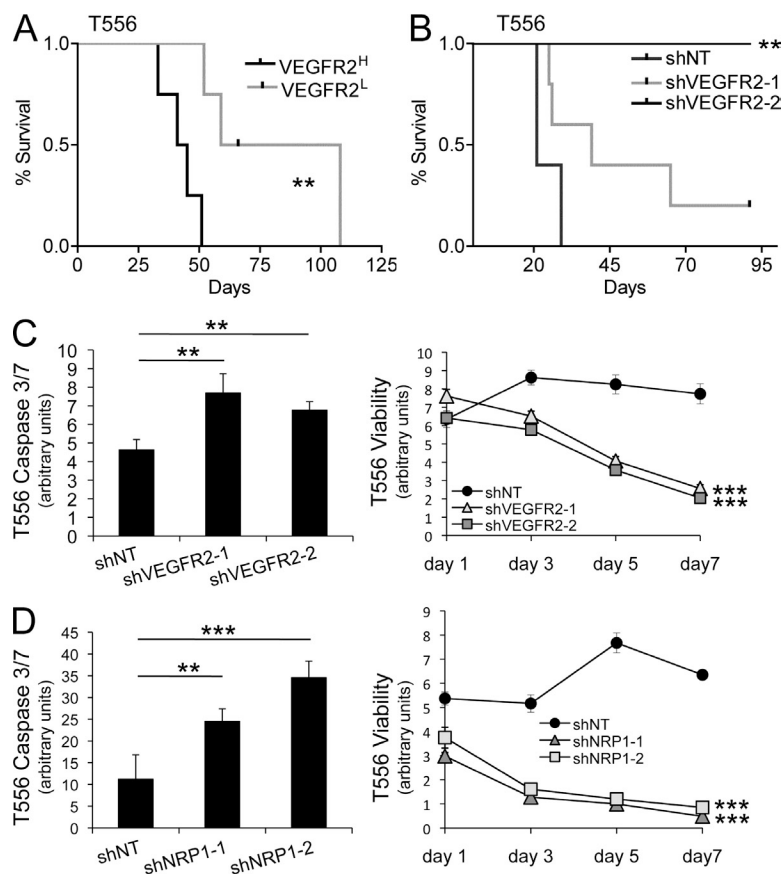 A
T556
1.0
0.5
0.0
% Survival
VEGFR2H
VEGFR2L
**
0 25 50 75 100 125
Days
B
T556
1.0
0.5
0.0
% Survival
**
shNT
shVEGFR2-1
shVEGFR2-2
20 45 70 95
Days
C
T556 Caspase 3/7
(arbitrary units)
10
9
8
7
6
5
4
3
2
1
0
**
**
shNT
shVEGFR2-1
shVEGFR2-2
T556 Viability
(arbitrary units)
10
9
8
7
6
5
4
3
2
1
0
shNT
shVEGFR2-1
shVEGFR2-2
***
***
day 1 day 3 day 5 day7
D
T556 Caspase 3/7
(arbitrary units)
45
40
35
30
25
20
15
10
5
0
***
**
shNT
shNRP1-1
shNRP1-2
T556 Viability
(arbitrary units)
9
8
7
6
5
4
3
2
1
0
shNT
shNRP1-1
shNRP1-2
***
***
day 1 day 3 day 5 day7